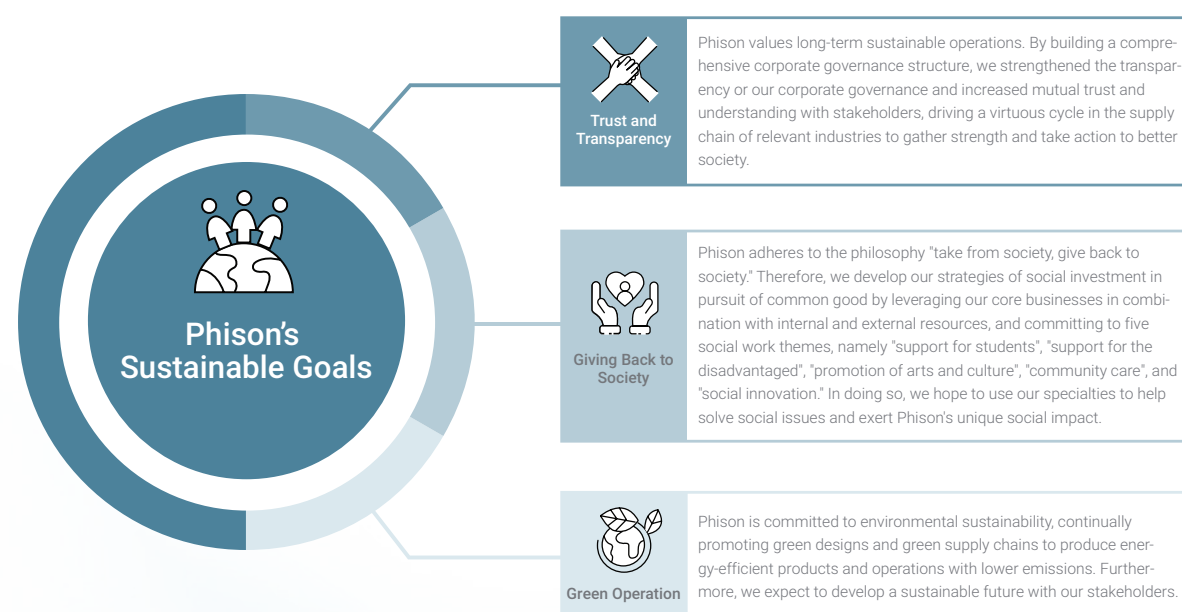 Phison's
Sustainable Goals
Trust and
Transparency
Phison values long-term sustainable operations. By building a compre-
hensive corporate governance structure, we strengthened the transpar-
ency or our corporate governance and increased mutual trust and
understanding with stakeholders, driving a virtuous cycle in the supply
chain of relevant industries to gather strength and take action to better
society.
Giving Back to
Society
Phison adheres to the philosophy "take from society, give back to
society." Therefore, we develop our strategies of social investment in
pursuit of common good by leveraging our core businesses in combi-
nation with internal and external resources, and committing to five
social work themes, namely "support for students", "support for the
disadvantaged", "promotion of arts and culture", "community care", and
"social innovation." In doing so, we hope to use our specialties to help
solve social issues and exert Phison's unique social impact.
Green Operation
Phison is committed to environmental sustainability, continually
promoting green designs and green supply chains to produce ener-
gy-efficient products and operations with lower emissions. Further-
more, we expect to develop a sustainable future with our stakeholders.